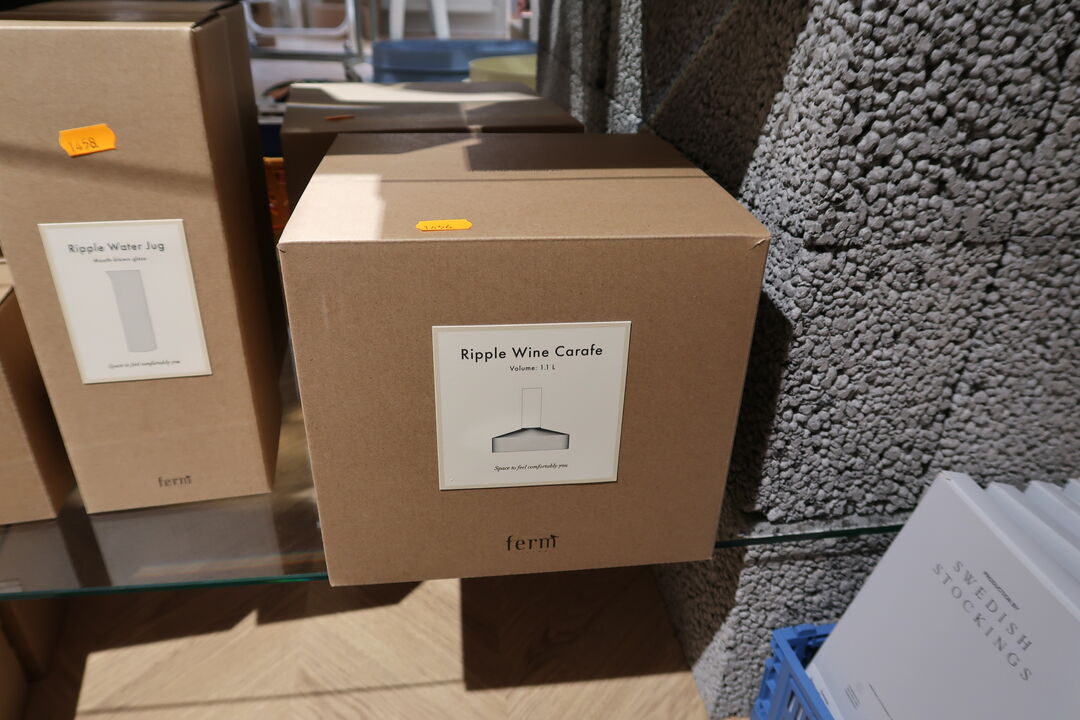 1458
Ripple Water Jug
Mouth-blown glass
Space to feel comfortably you
ferm
1456
Ripple Wine Carafe
Volume: 1.1 L
Space to feel comfortably you
ferm
SWEDISH
STOCKINGS